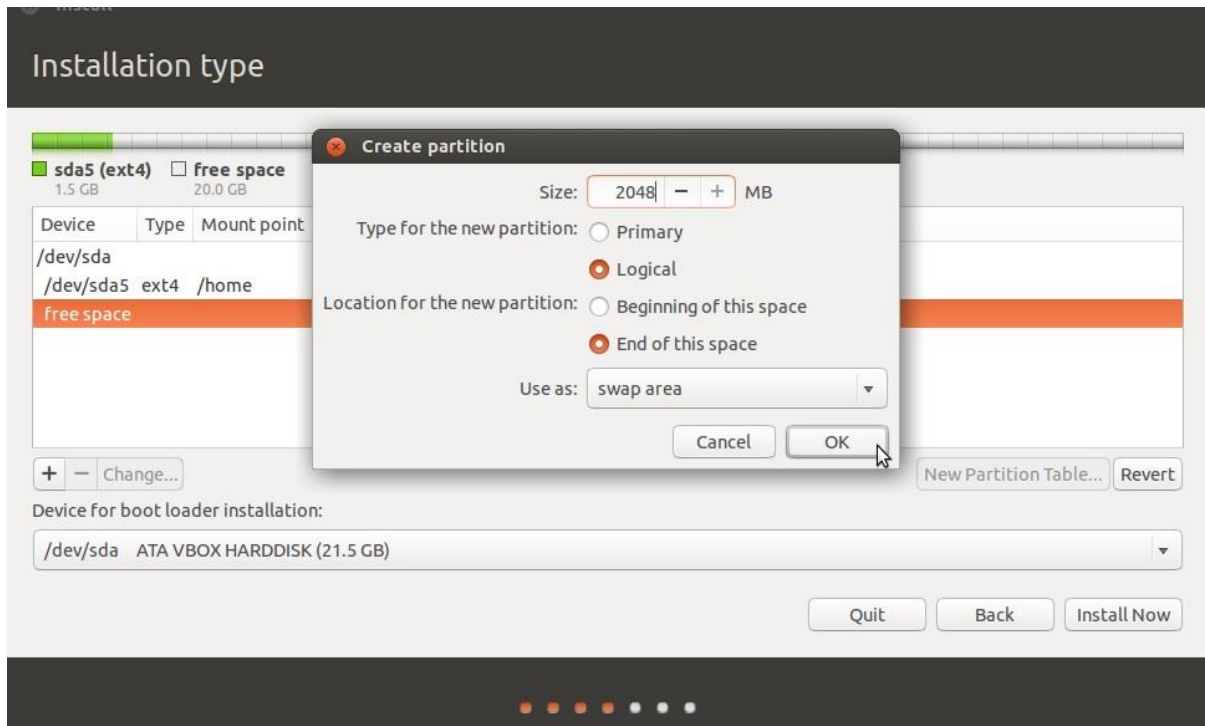 Installation type
sda5 (ext4) free space
1.5 GB 20.0 GB
Device Type Mount point
/dev/sda
/dev/sda5 ext4 /home
free space
Create partition
Size: 2048 − + MB
Type for the new partition: Primary
Logical
Location for the new partition: Beginning of this space
End of this space
Use as: swap area
Cancel OK
+ − Change... New Partition Table... Revert
Device for boot loader installation:
/dev/sda ATA VBOX HARDDISK (21.5 GB)
Quit Back Install Now